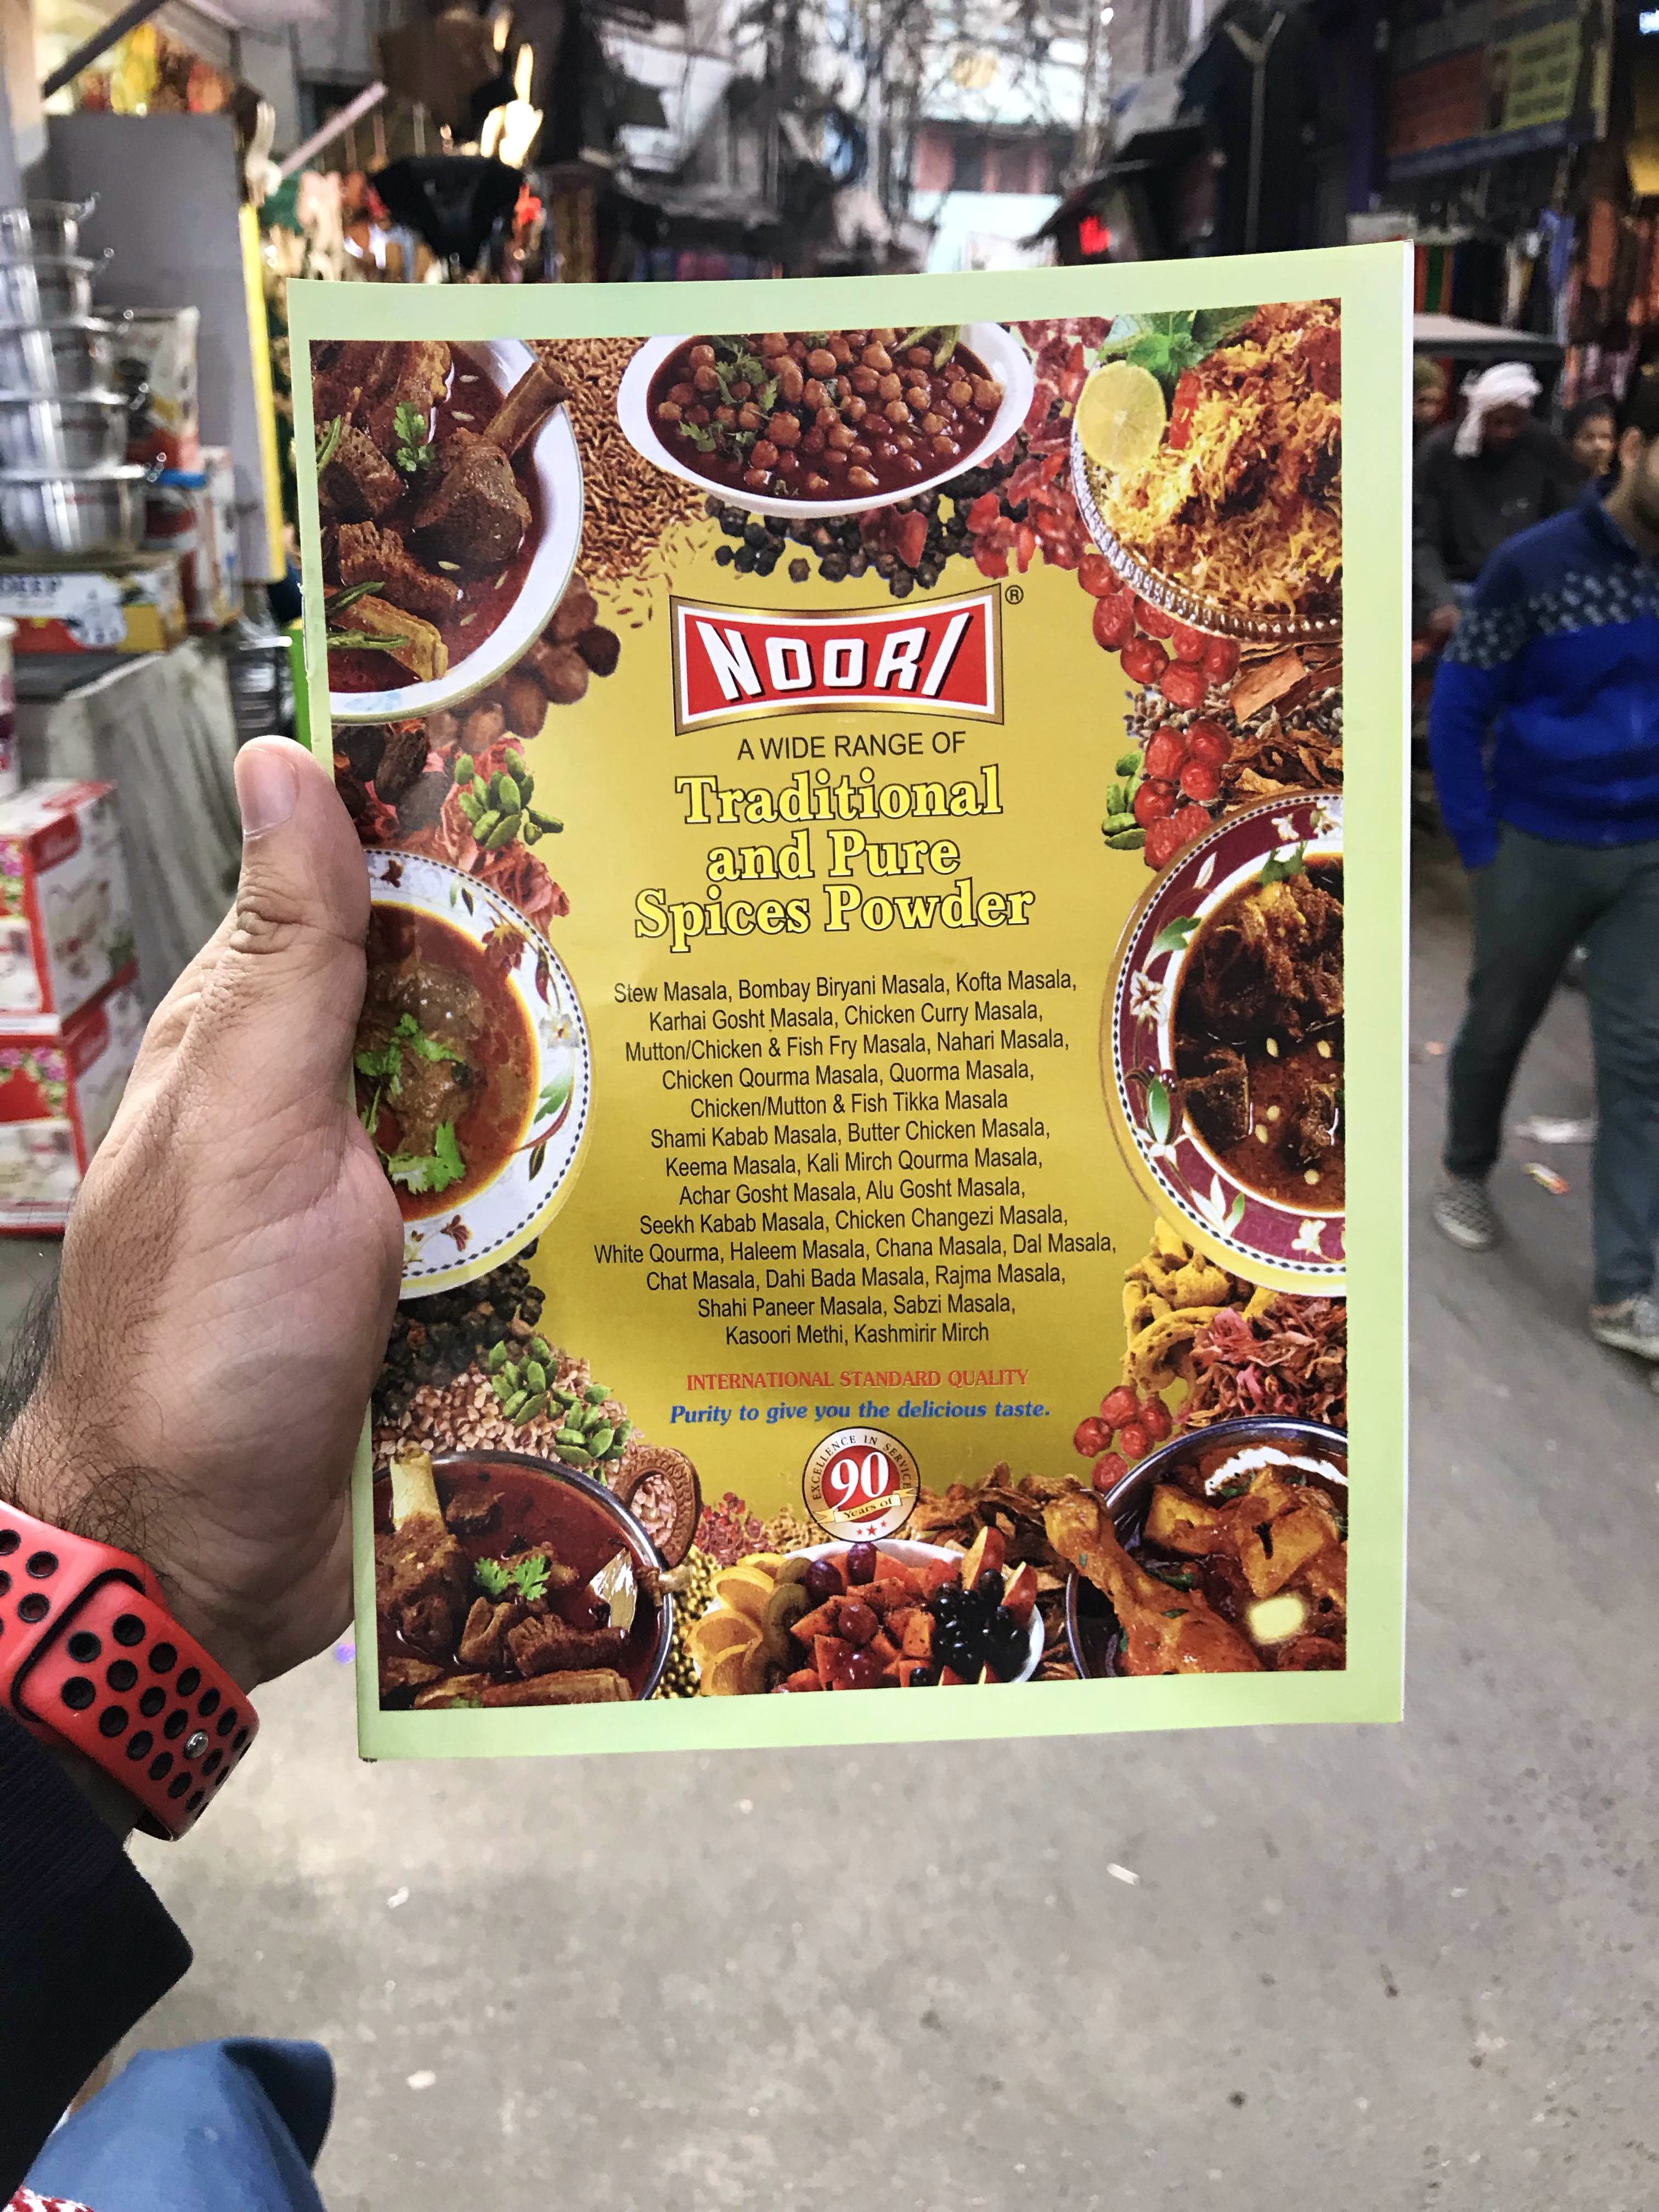 NOORI ®
A WIDE RANGE OF
Traditional
and Pure
Spices Powder
Stew Masala, Bombay Biryani Masala, Kofta Masala,
Karhai Gosht Masala, Chicken Curry Masala,
Mutton/Chicken & Fish Fry Masala, Nahari Masala,
Chicken Qourma Masala, Quorma Masala,
Chicken/Mutton & Fish Tikka Masala
Shami Kabab Masala, Butter Chicken Masala,
Keema Masala, Kali Mirch Qourma Masala,
Achar Gosht Masala, Alu Gosht Masala,
Seekh Kabab Masala, Chicken Changezi Masala,
White Qourma, Haleem Masala, Chana Masala, Dal Masala,
Chat Masala, Dahi Bada Masala, Rajma Masala,
Shahi Paneer Masala, Sabzi Masala,
Kasoori Methi, Kashmirir Mirch
INTERNATIONAL STANDARD QUALITY
Purity to give you the delicious taste.
EXCELLENCE IN SERVICE
90
Years of
DEEP